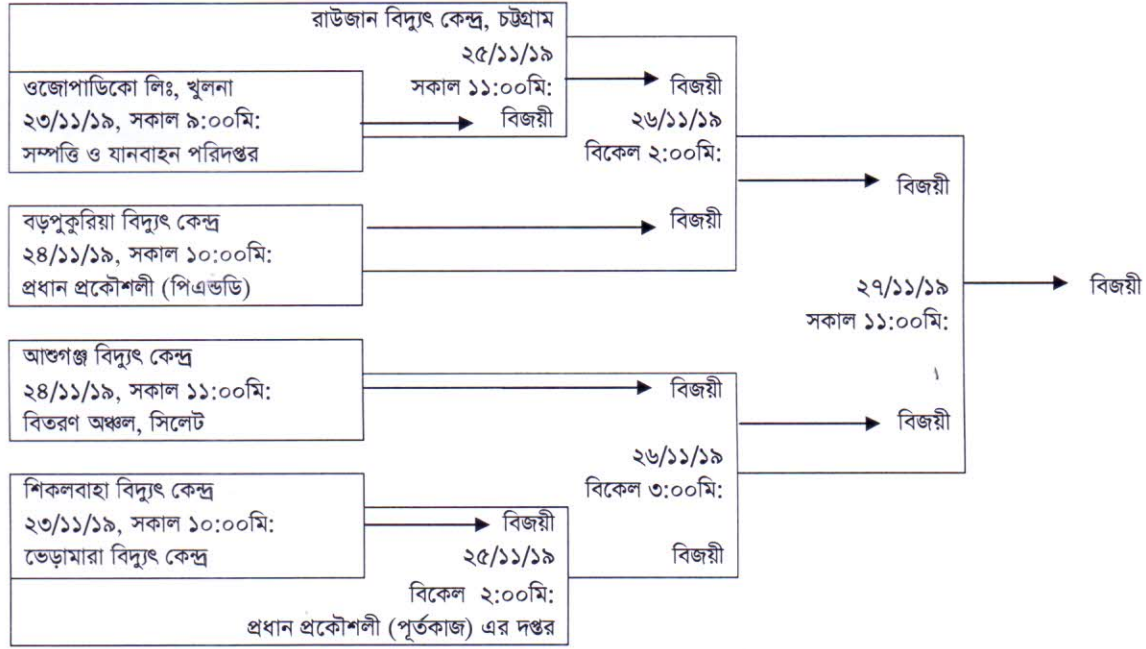 রাউজান বিদ্যুৎ কেন্দ্র, চট্টগ্রাম
২৫/১১/১৯
সকাল ১১:০০মি:
বিজয়ী
ওজোপাডিকো লিঃ, খুলনা
২৩/১১/১৯, সকাল ৯:০০মি:
সম্পত্তি ও যানবাহন পরিদপ্তর
বিজয়ী
২৬/১১/১৯
বিকেল ২:০০মি:
বিজয়ী
বড়পুকুরিয়া বিদ্যুৎ কেন্দ্র
২৪/১১/১৯, সকাল ১০:০০মি:
প্রধান প্রকৌশলী (পিএন্ডডি)
বিজয়ী
২৭/১১/১৯
সকাল ১১:০০মি:
বিজয়ী
আশুগঞ্জ বিদ্যুৎ কেন্দ্র
২৪/১১/১৯, সকাল ১১:০০মি:
বিতরণ অঞ্চল, সিলেট
বিজয়ী
২৬/১১/১৯
বিকেল ৩:০০মি:
বিজয়ী
বিজয়ী
শিকলবাহা বিদ্যুৎ কেন্দ্র
২৩/১১/১৯, সকাল ১০:০০মি:
ভেড়ামারা বিদ্যুৎ কেন্দ্র
বিজয়ী
২৫/১১/১৯
বিকেল ২:০০মি:
প্রধান প্রকৌশলী (পূর্তকাজ) এর দপ্তর